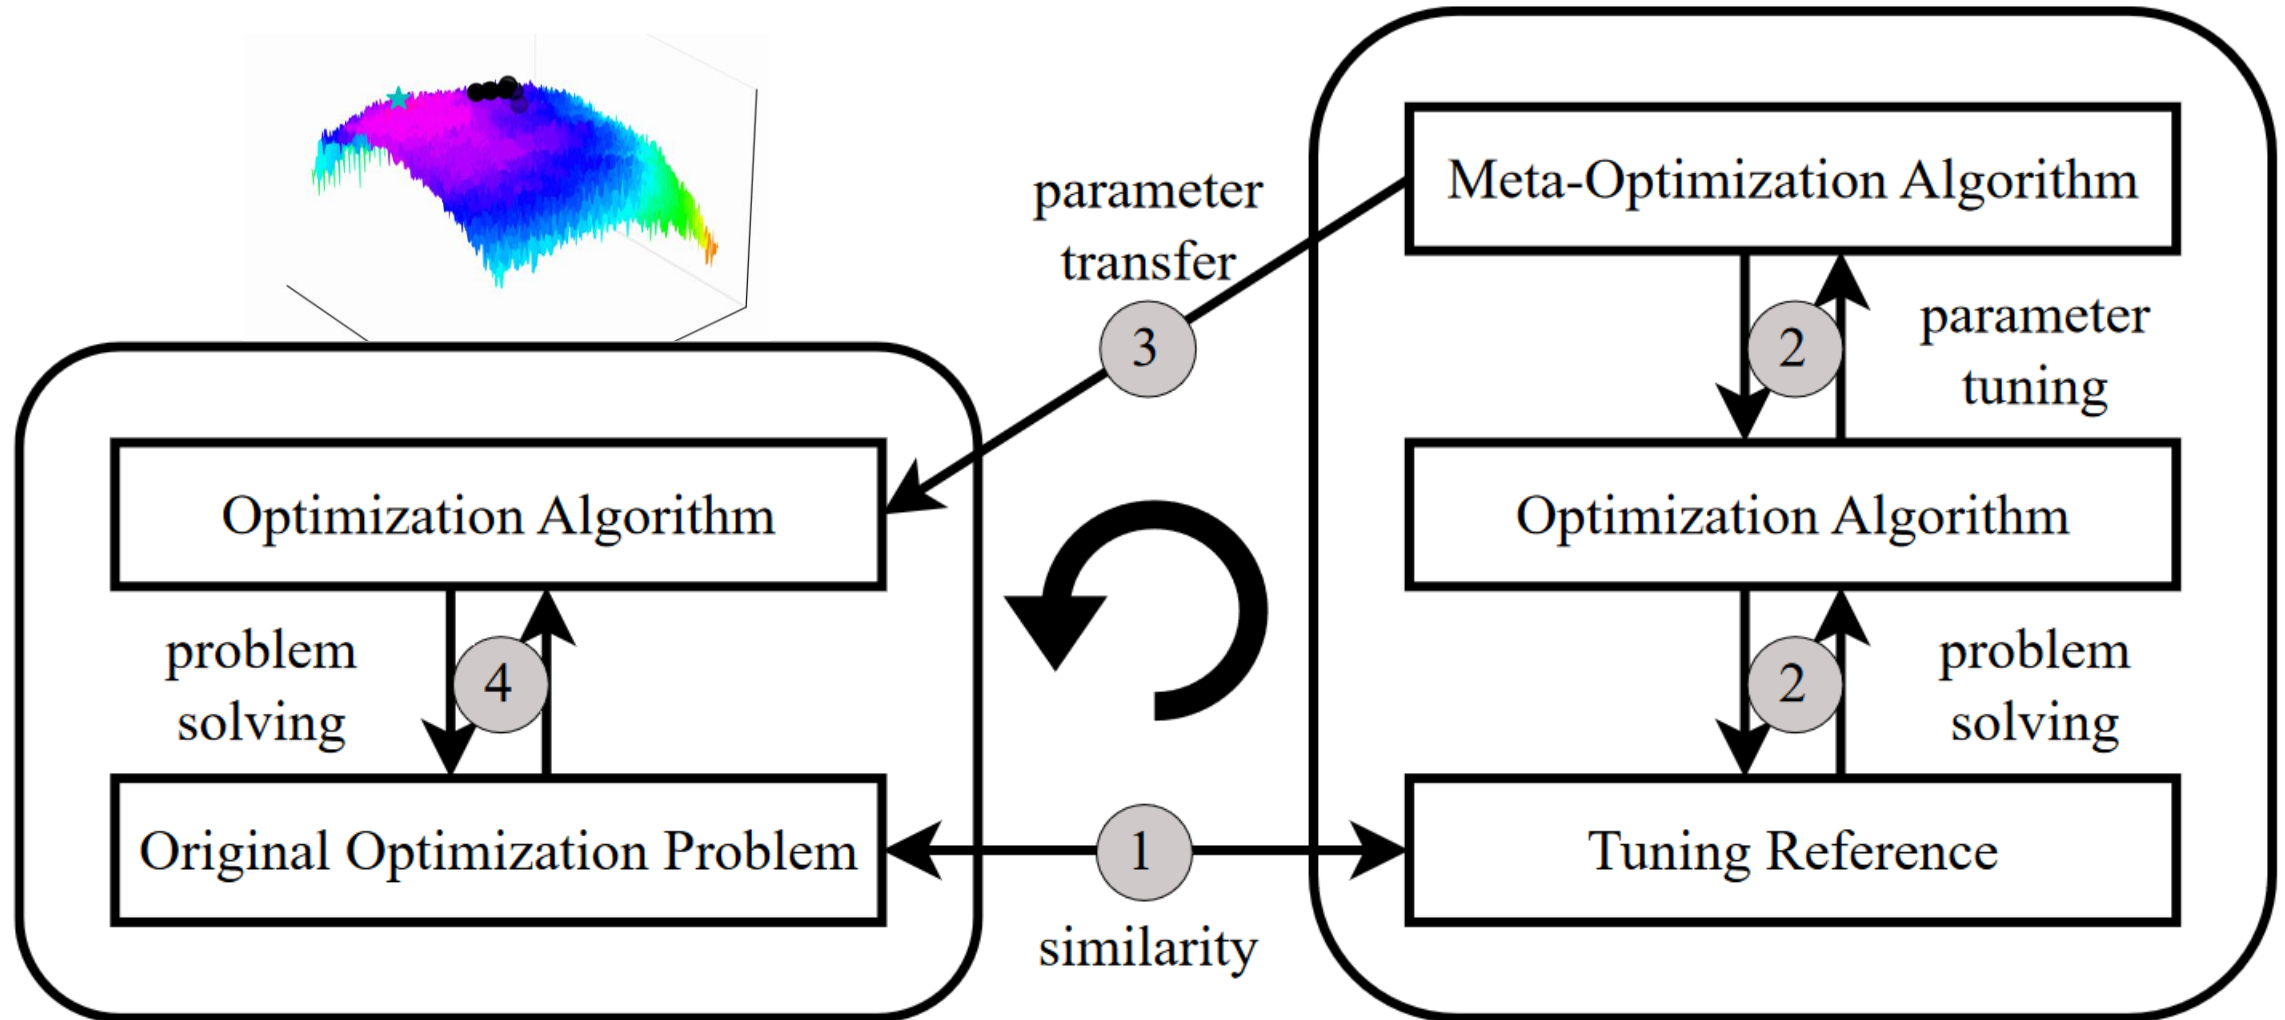 Meta-Optimization Algorithm
parameter
transfer
3
2
parameter
tuning
Optimization Algorithm
Optimization Algorithm
problem
solving
4
2
problem
solving
Original Optimization Problem
1
Tuning Reference
similarity